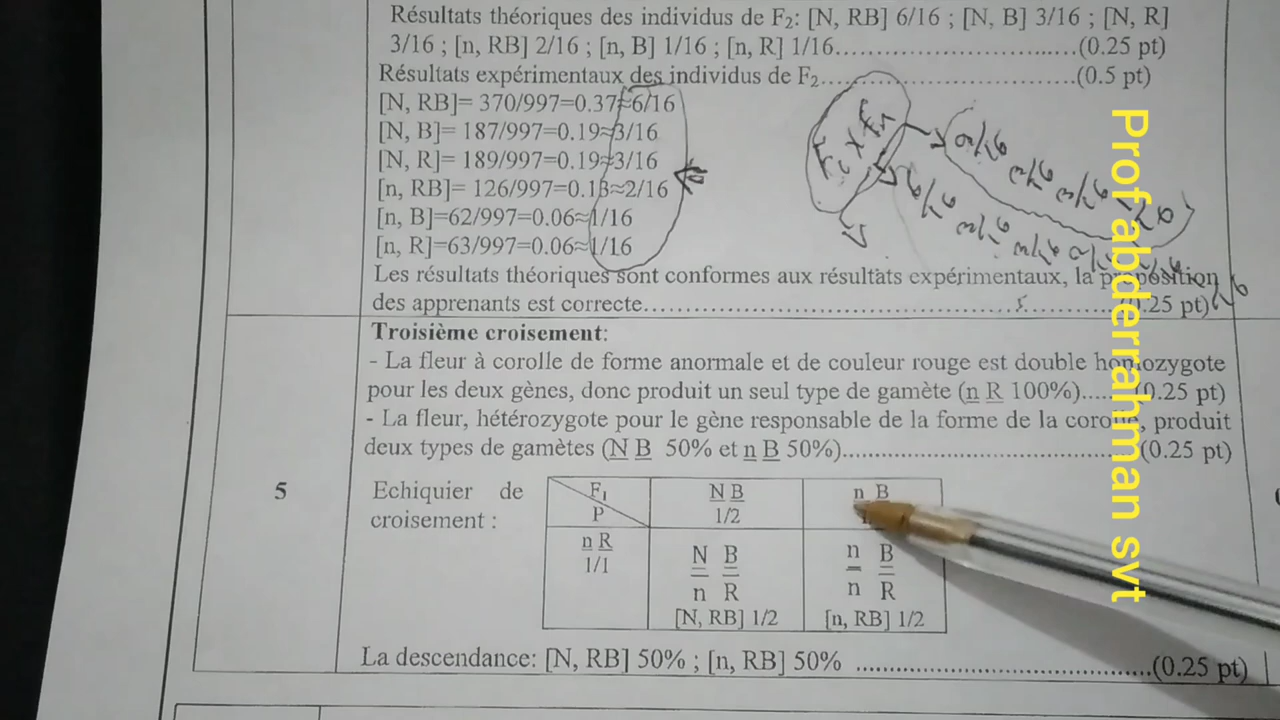 Résultats théoriques des individus de F₂: [N, RB] 6/16 ; [N, B] 3/16 ; [N, R]
3/16 ; [n, RB] 2/16 ; [n, B] 1/16 ; [n, R] 1/16..............................(0.25 pt)
Résultats expérimentaux des individus de F₂................................(0.5 pt)
[N, RB]= 370/997=0.37≈6/16
[N, B]= 187/997=0.19≈3/16
[N, R]= 189/997=0.19≈3/16
[n, RB]= 126/997=0.13≈2/16
[n, B]=62/997=0.06≈1/16
[n, R]=63/997=0.06≈1/16
Les résultats théoriques sont conformes aux résultats expérimentaux, la proposition
des apprenants est correcte..................................................(0.25 pt)
Troisième croisement:
- La fleur à corolle de forme anormale et de couleur rouge est double homozygote
pour les deux gènes, donc produit un seul type de gamète (n R 100%)......(0.25 pt)
- La fleur, hétérozygote pour le gène responsable de la forme de la corolle, produit
deux types de gamètes (N B 50% et n B 50%).....................................(0.25 pt)
5
Echiquier de
croisement :
F₁
P
N B
1/2
n B
n R
1/1
N B
n R
[N, RB] 1/2
n B
n R
[n, RB] 1/2
La descendance: [N, RB] 50% ; [n, RB] 50% ......................................(0.25 pt)
Prof abderrahman svt